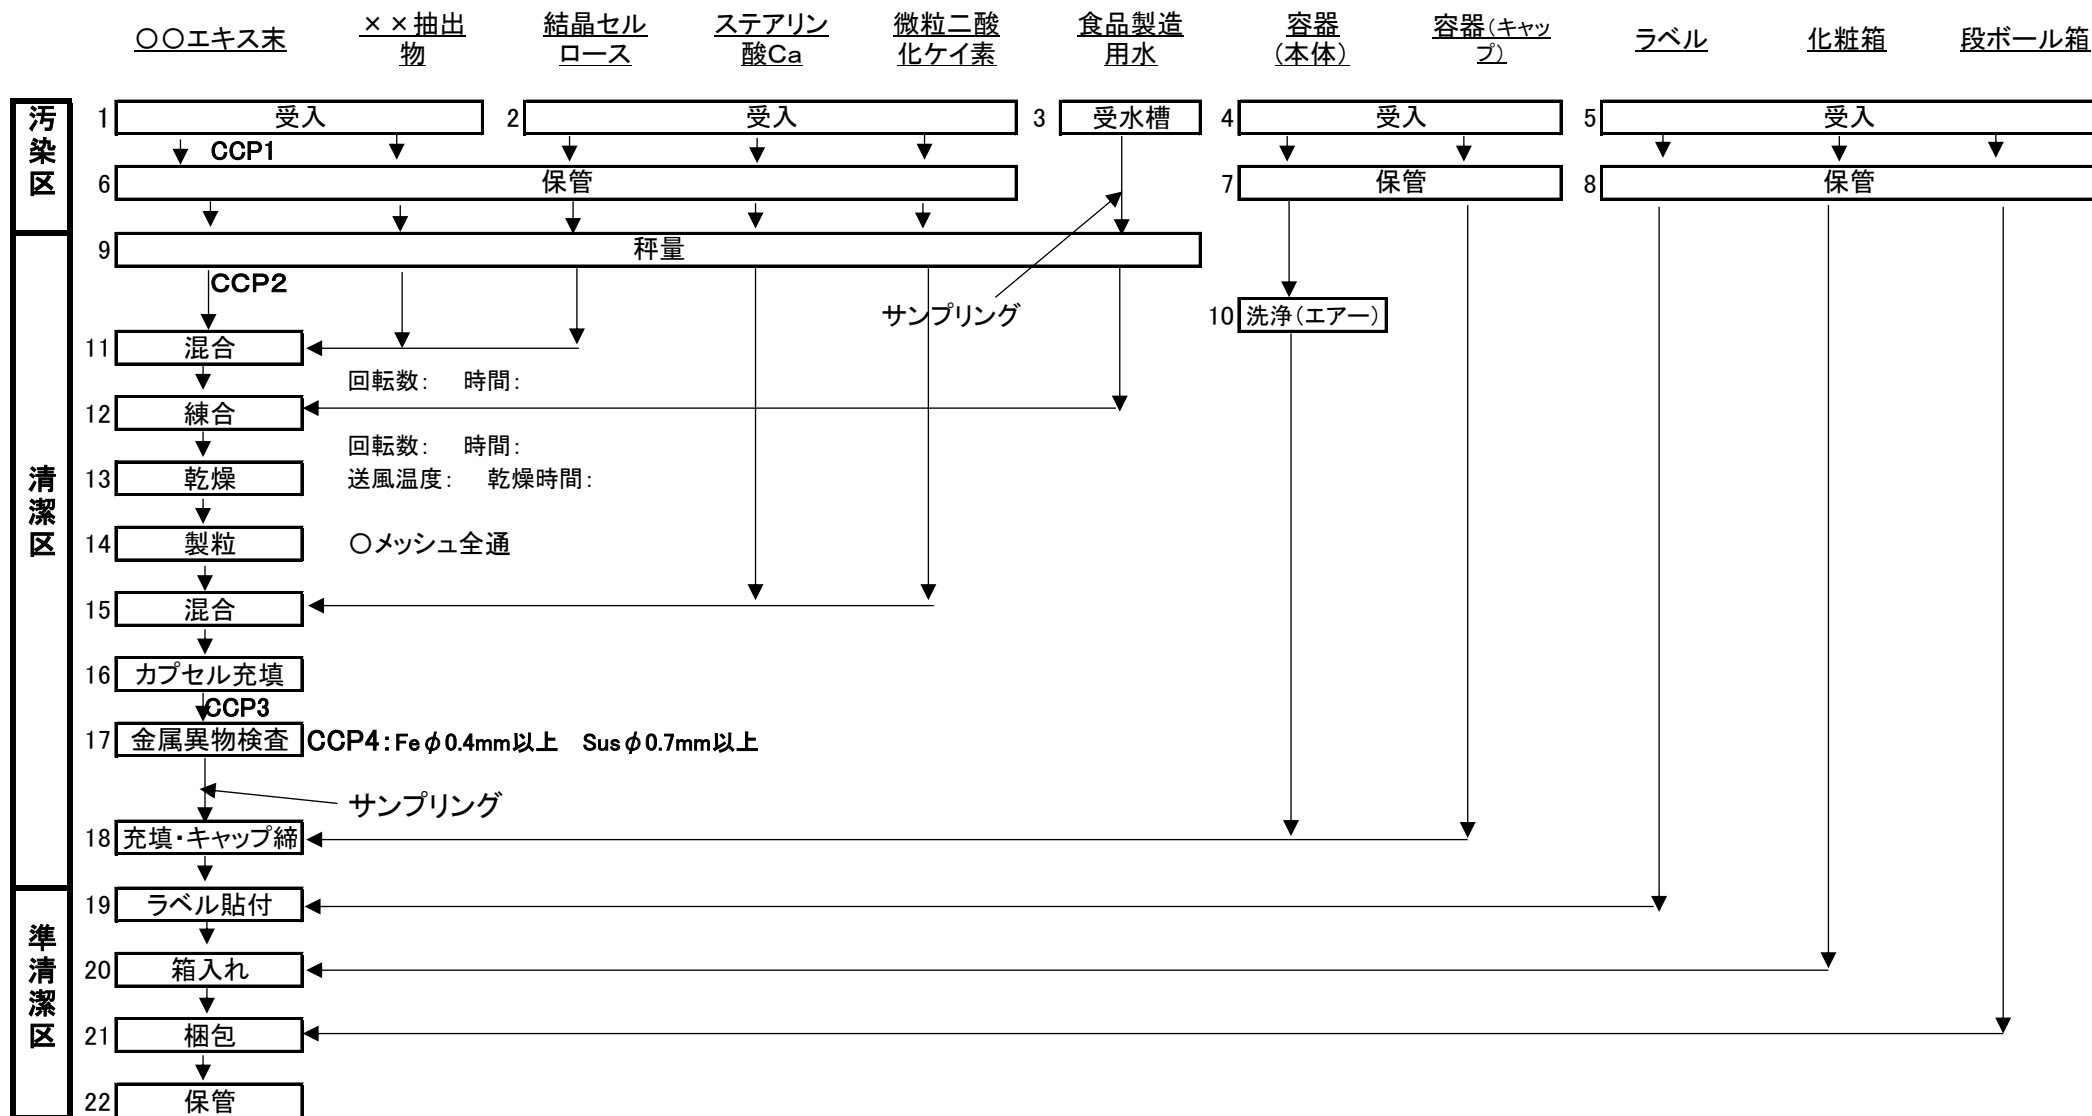 〇〇エキス末
××抽出
物
結晶セル
ロース
ステアリン
酸Ca
微粒二酸
化ケイ素
食品製造
用水
容器
(本体)
容器(キャッ
プ)
ラベル
化粧箱
段ボール箱
汚染区
1 受入
2 受入
3 受水槽
4 受入
5 受入
CCP1
6 保管
7 保管
8 保管
清潔区
9 秤量
CCP2
サンプリング
10 洗浄(エアー)
11 混合
回転数: 時間:
12 練合
回転数: 時間:
13 乾燥 送風温度: 乾燥時間:
14 製粒 〇メッシュ全通
15 混合
16 カプセル充填
CCP3
17 金属異物検査 CCP4:Feφ0.4mm以上 Susφ0.7mm以上
サンプリング
18 充填・キャップ締
準清潔区
19 ラベル貼付
20 箱入れ
21 梱包
22 保管